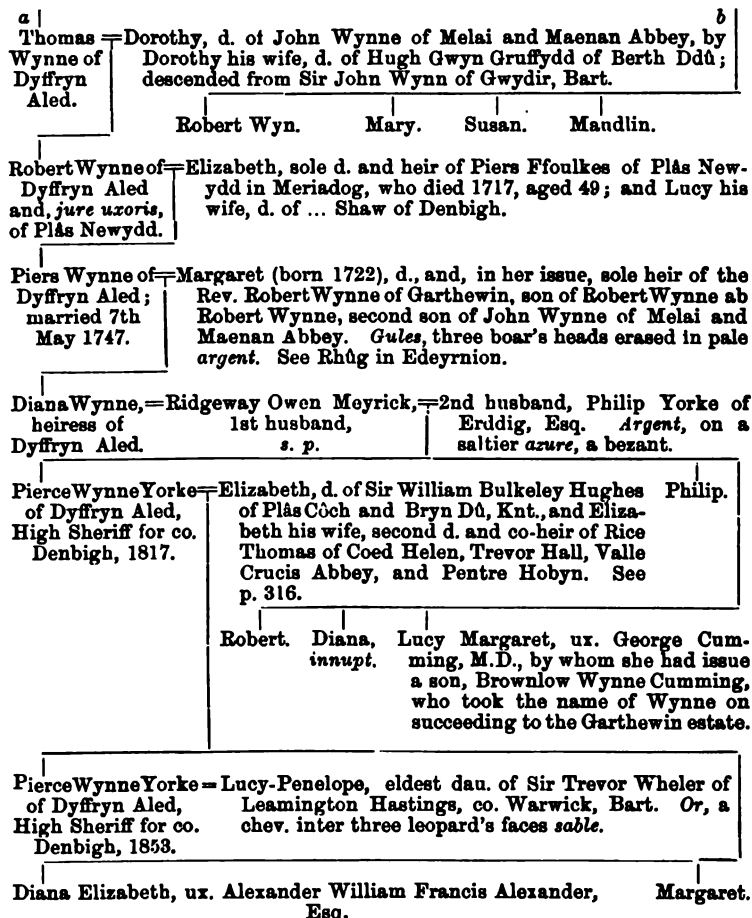 a b
Thomas = Dorothy, d. of John Wynne of Melai and Maenan Abbey, by
Wynne of Dorothy his wife, d. of Hugh Gwyn Gruffydd of Berth Ddû;
Dyffryn descended from Sir John Wynn of Gwydir, Bart.
Aled.
Robert Wyn. Mary. Susan. Maudlin.
Robert Wynne of = Elizabeth, sole d. and heir of Piers Ffoulkes of Plâs New-
Dyffryn Aled ydd in Meriadog, who died 1717, aged 49; and Lucy his
and, jure uxoris, wife, d. of ... Shaw of Denbigh.
of Plâs Newydd.
Piers Wynne of = Margaret (born 1722), d., and, in her issue, sole heir of the
Dyffryn Aled; Rev. Robert Wynne of Garthewin, son of Robert Wynne ab
married 7th Robert Wynne, second son of John Wynne of Melai and
May 1747. Maenan Abbey. Gules, three boar's heads erased in pale
argent. See Rhûg in Edeyrnion.
Diana Wynne, = Ridgeway Owen Meyrick, = 2nd husband, Philip Yorke of
heiress of 1st husband, Erddig, Esq. Argent, on a
Dyffryn Aled. s. p. saltier azure, a bezant.
Pierce Wynne Yorke = Elizabeth, d. of Sir William Bulkeley Hughes Philip.
of Dyffryn Aled, of Plâs Côch and Bryn Dû, Knt., and Eliza-
High Sheriff for co. beth his wife, second d. and co-heir of Rice
Denbigh, 1817. Thomas of Coed Helen, Trevor Hall, Valle
Crucis Abbey, and Pentre Hobyn. See
p. 316.
Robert. Diana, Lucy Margaret, ux. George Cum-
innupt. ming, M.D., by whom she had issue
a son, Brownlow Wynne Cumming,
who took the name of Wynne on
succeeding to the Garthewin estate.
Pierce Wynne Yorke = Lucy-Penelope, eldest dau. of Sir Trevor Wheler of
of Dyffryn Aled, Leamington Hastings, co. Warwick, Bart. Or, a
High Sheriff for co. chev. inter three leopard's faces sable.
Denbigh, 1853.
Diana Elizabeth, ux. Alexander William Francis Alexander, Margaret.
Esq.